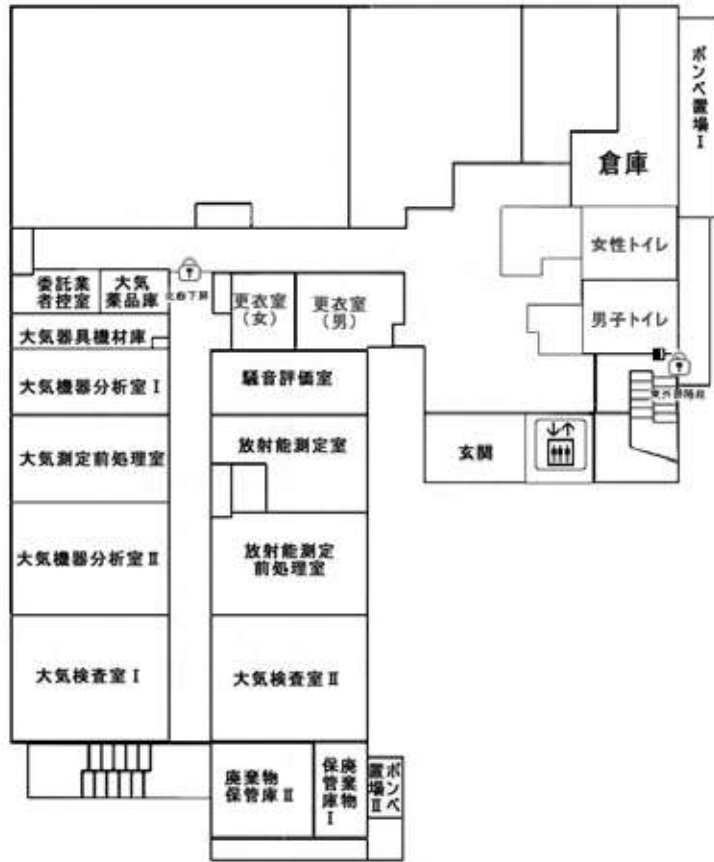 ボンベ置場Ⅰ
倉庫
女性トイレ
男子トイレ
東外部階段
委託業
者控室
大気
薬品庫
更衣室
(女)
更衣室
(男)
大気器具機材庫
大気機器分析室Ⅰ
騒音評価室
大気測定前処理室
放射能測定室
玄関
大気機器分析室Ⅱ
放射能測定
前処理室
大気検査室Ⅰ
大気検査室Ⅱ
廃棄物
保管庫Ⅱ
廃棄物
保管庫Ⅰ
ボンベ
置場Ⅱ